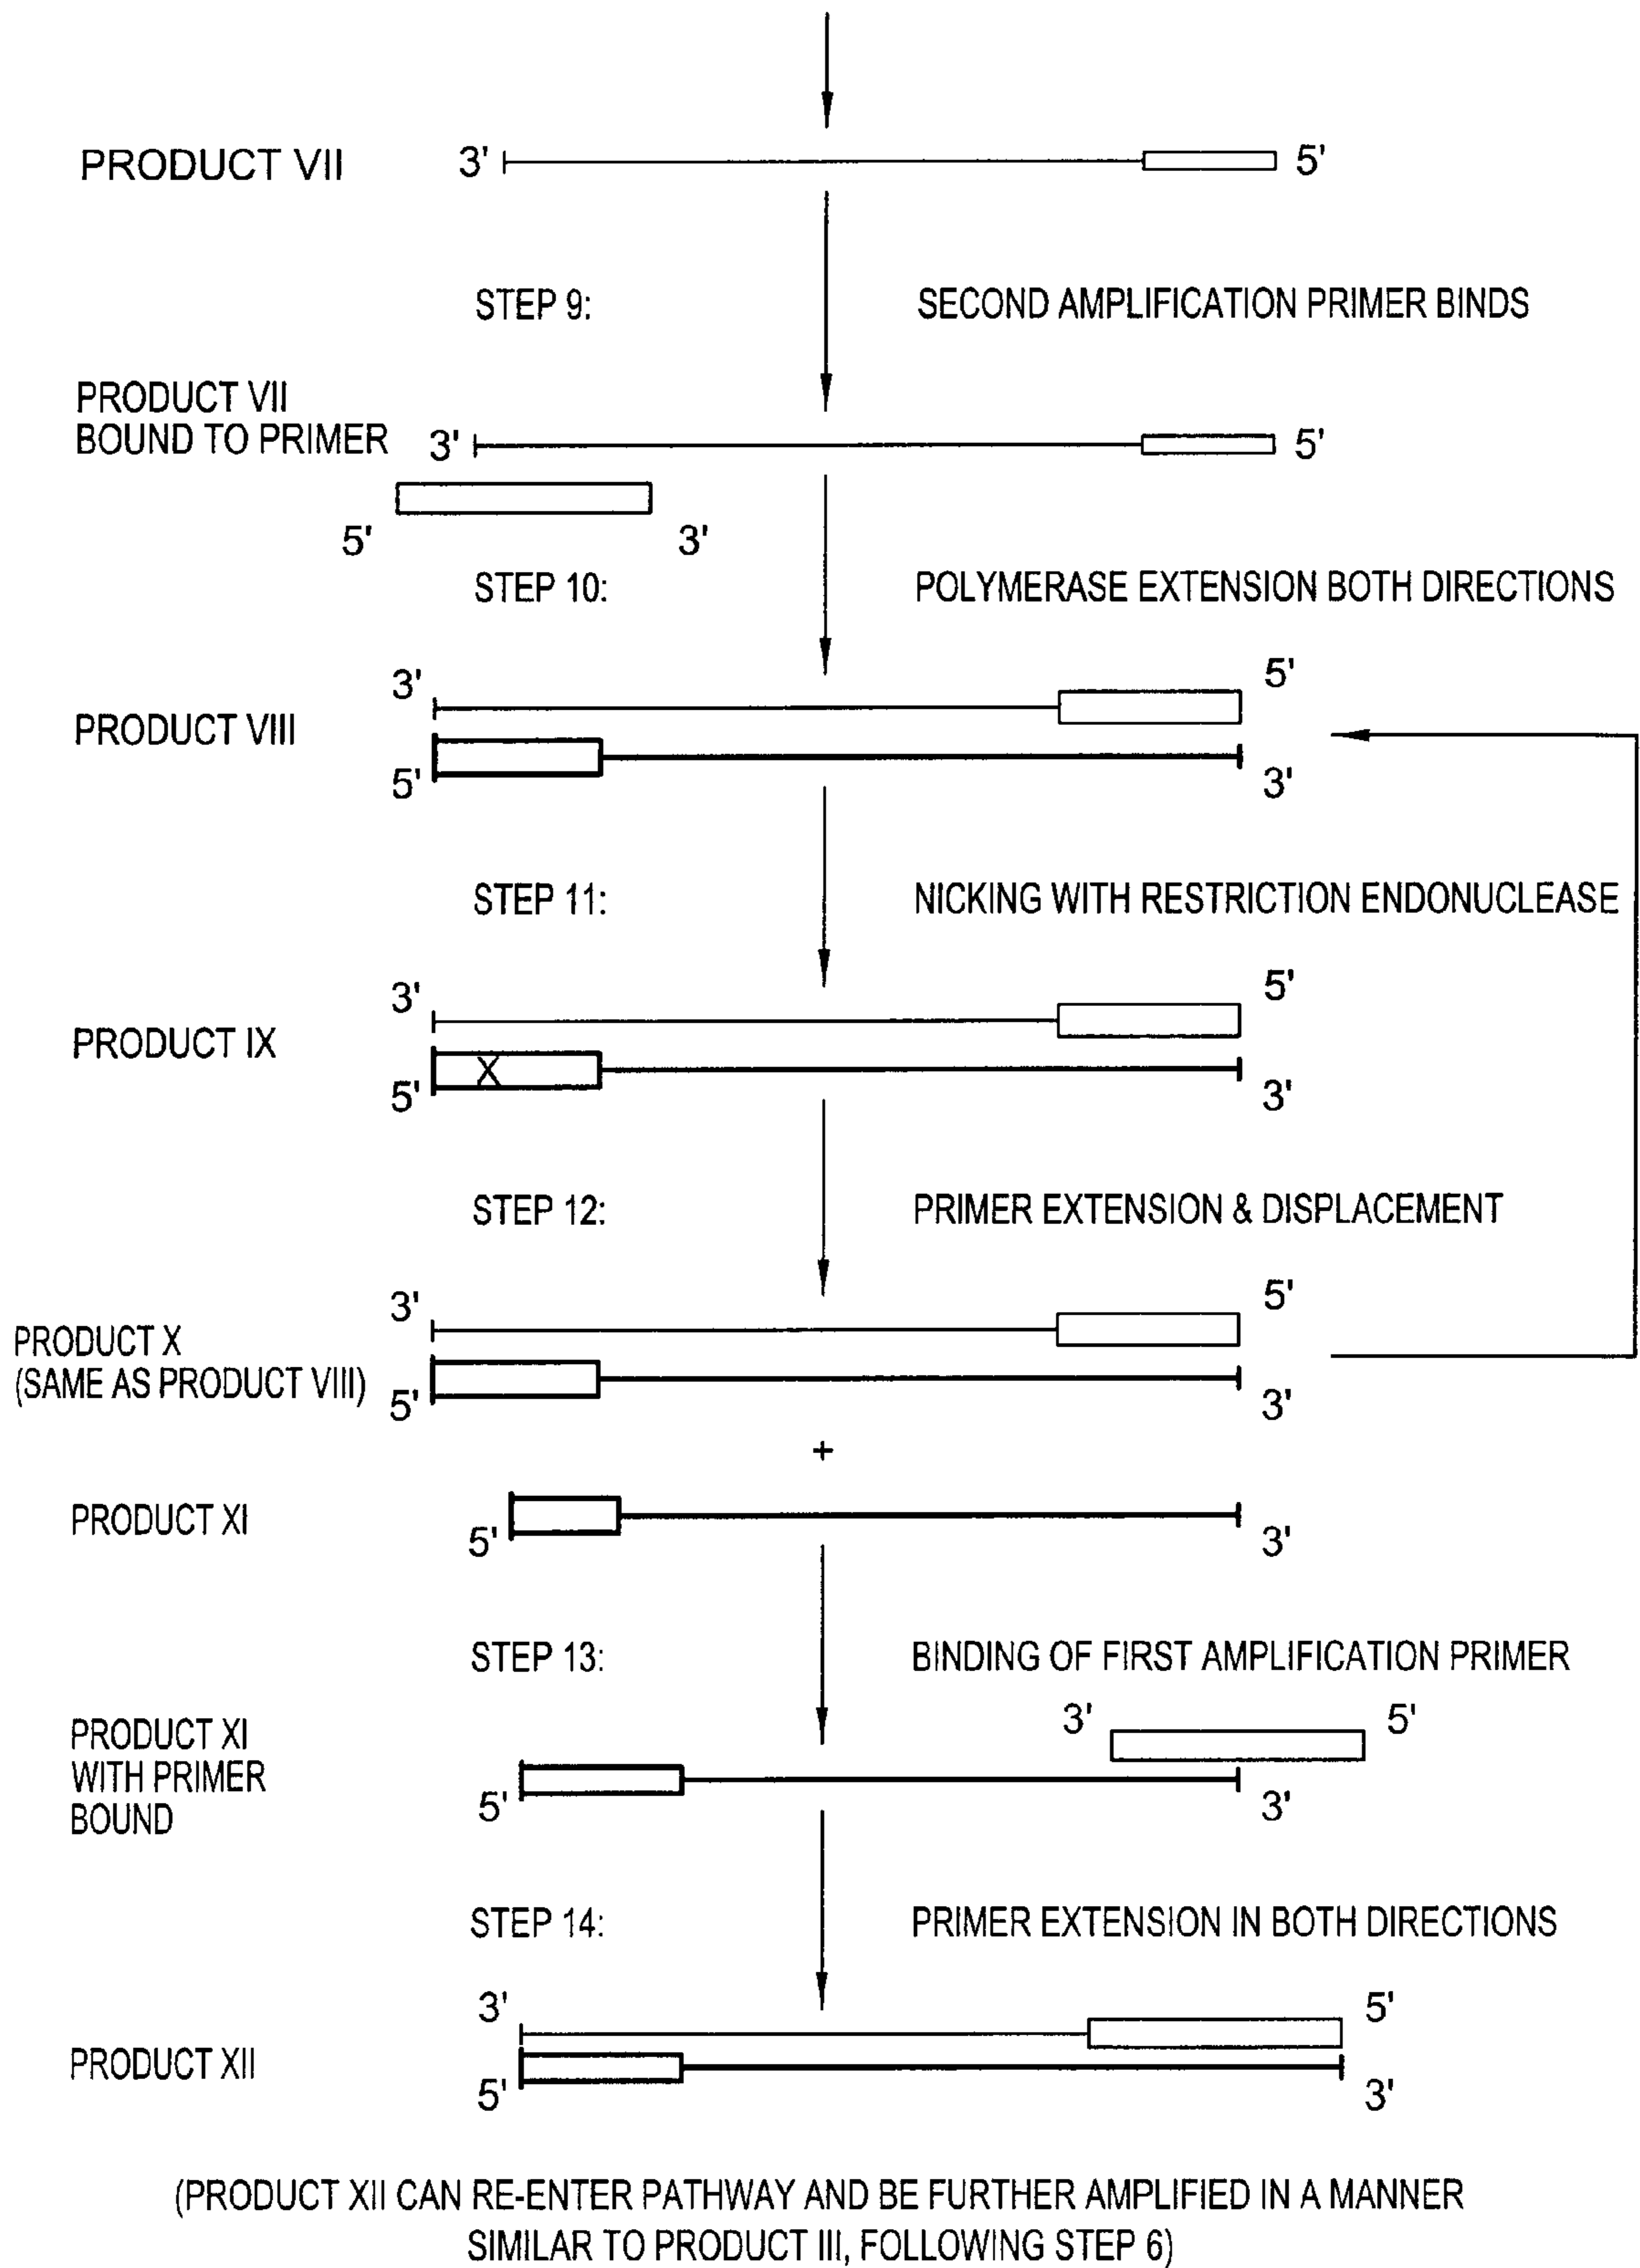 PRODUCT VII
3' 5'
STEP 9: SECOND AMPLIFICATION PRIMER BINDS
PRODUCT VII
BOUND TO PRIMER
3' 5'
5' 3'
STEP 10: POLYMERASE EXTENSION BOTH DIRECTIONS
3' 5'
PRODUCT VIII
5' 3'
STEP 11: NICKING WITH RESTRICTION ENDONUCLEASE
3' 5'
PRODUCT IX
X
5' 3'
STEP 12: PRIMER EXTENSION & DISPLACEMENT
3' 5'
PRODUCT X
(SAME AS PRODUCT VIII)
5' 3'
+
PRODUCT XI
5' 3'
STEP 13: BINDING OF FIRST AMPLIFICATION PRIMER
3' 5'
PRODUCT XI
WITH PRIMER
BOUND
5' 3'
STEP 14: PRIMER EXTENSION IN BOTH DIRECTIONS
3' 5'
PRODUCT XII
5' 3'
(PRODUCT XII CAN RE-ENTER PATHWAY AND BE FURTHER AMPLIFIED IN A MANNER
SIMILAR TO PRODUCT III, FOLLOWING STEP 6)